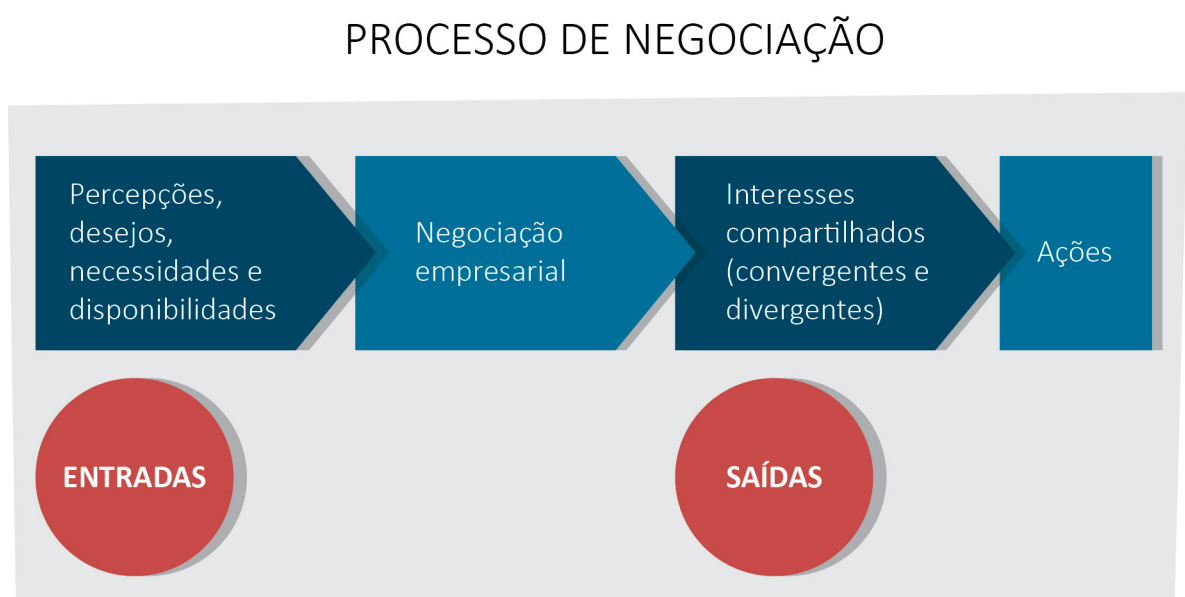 PROCESSO DE NEGOCIAÇÃO
Percepções,
desejos,
necessidades e
disponibilidades
Negociação
empresarial
Interesses
compartilhados
(convergentes e
divergentes)
Ações
ENTRADAS
SAÍDAS